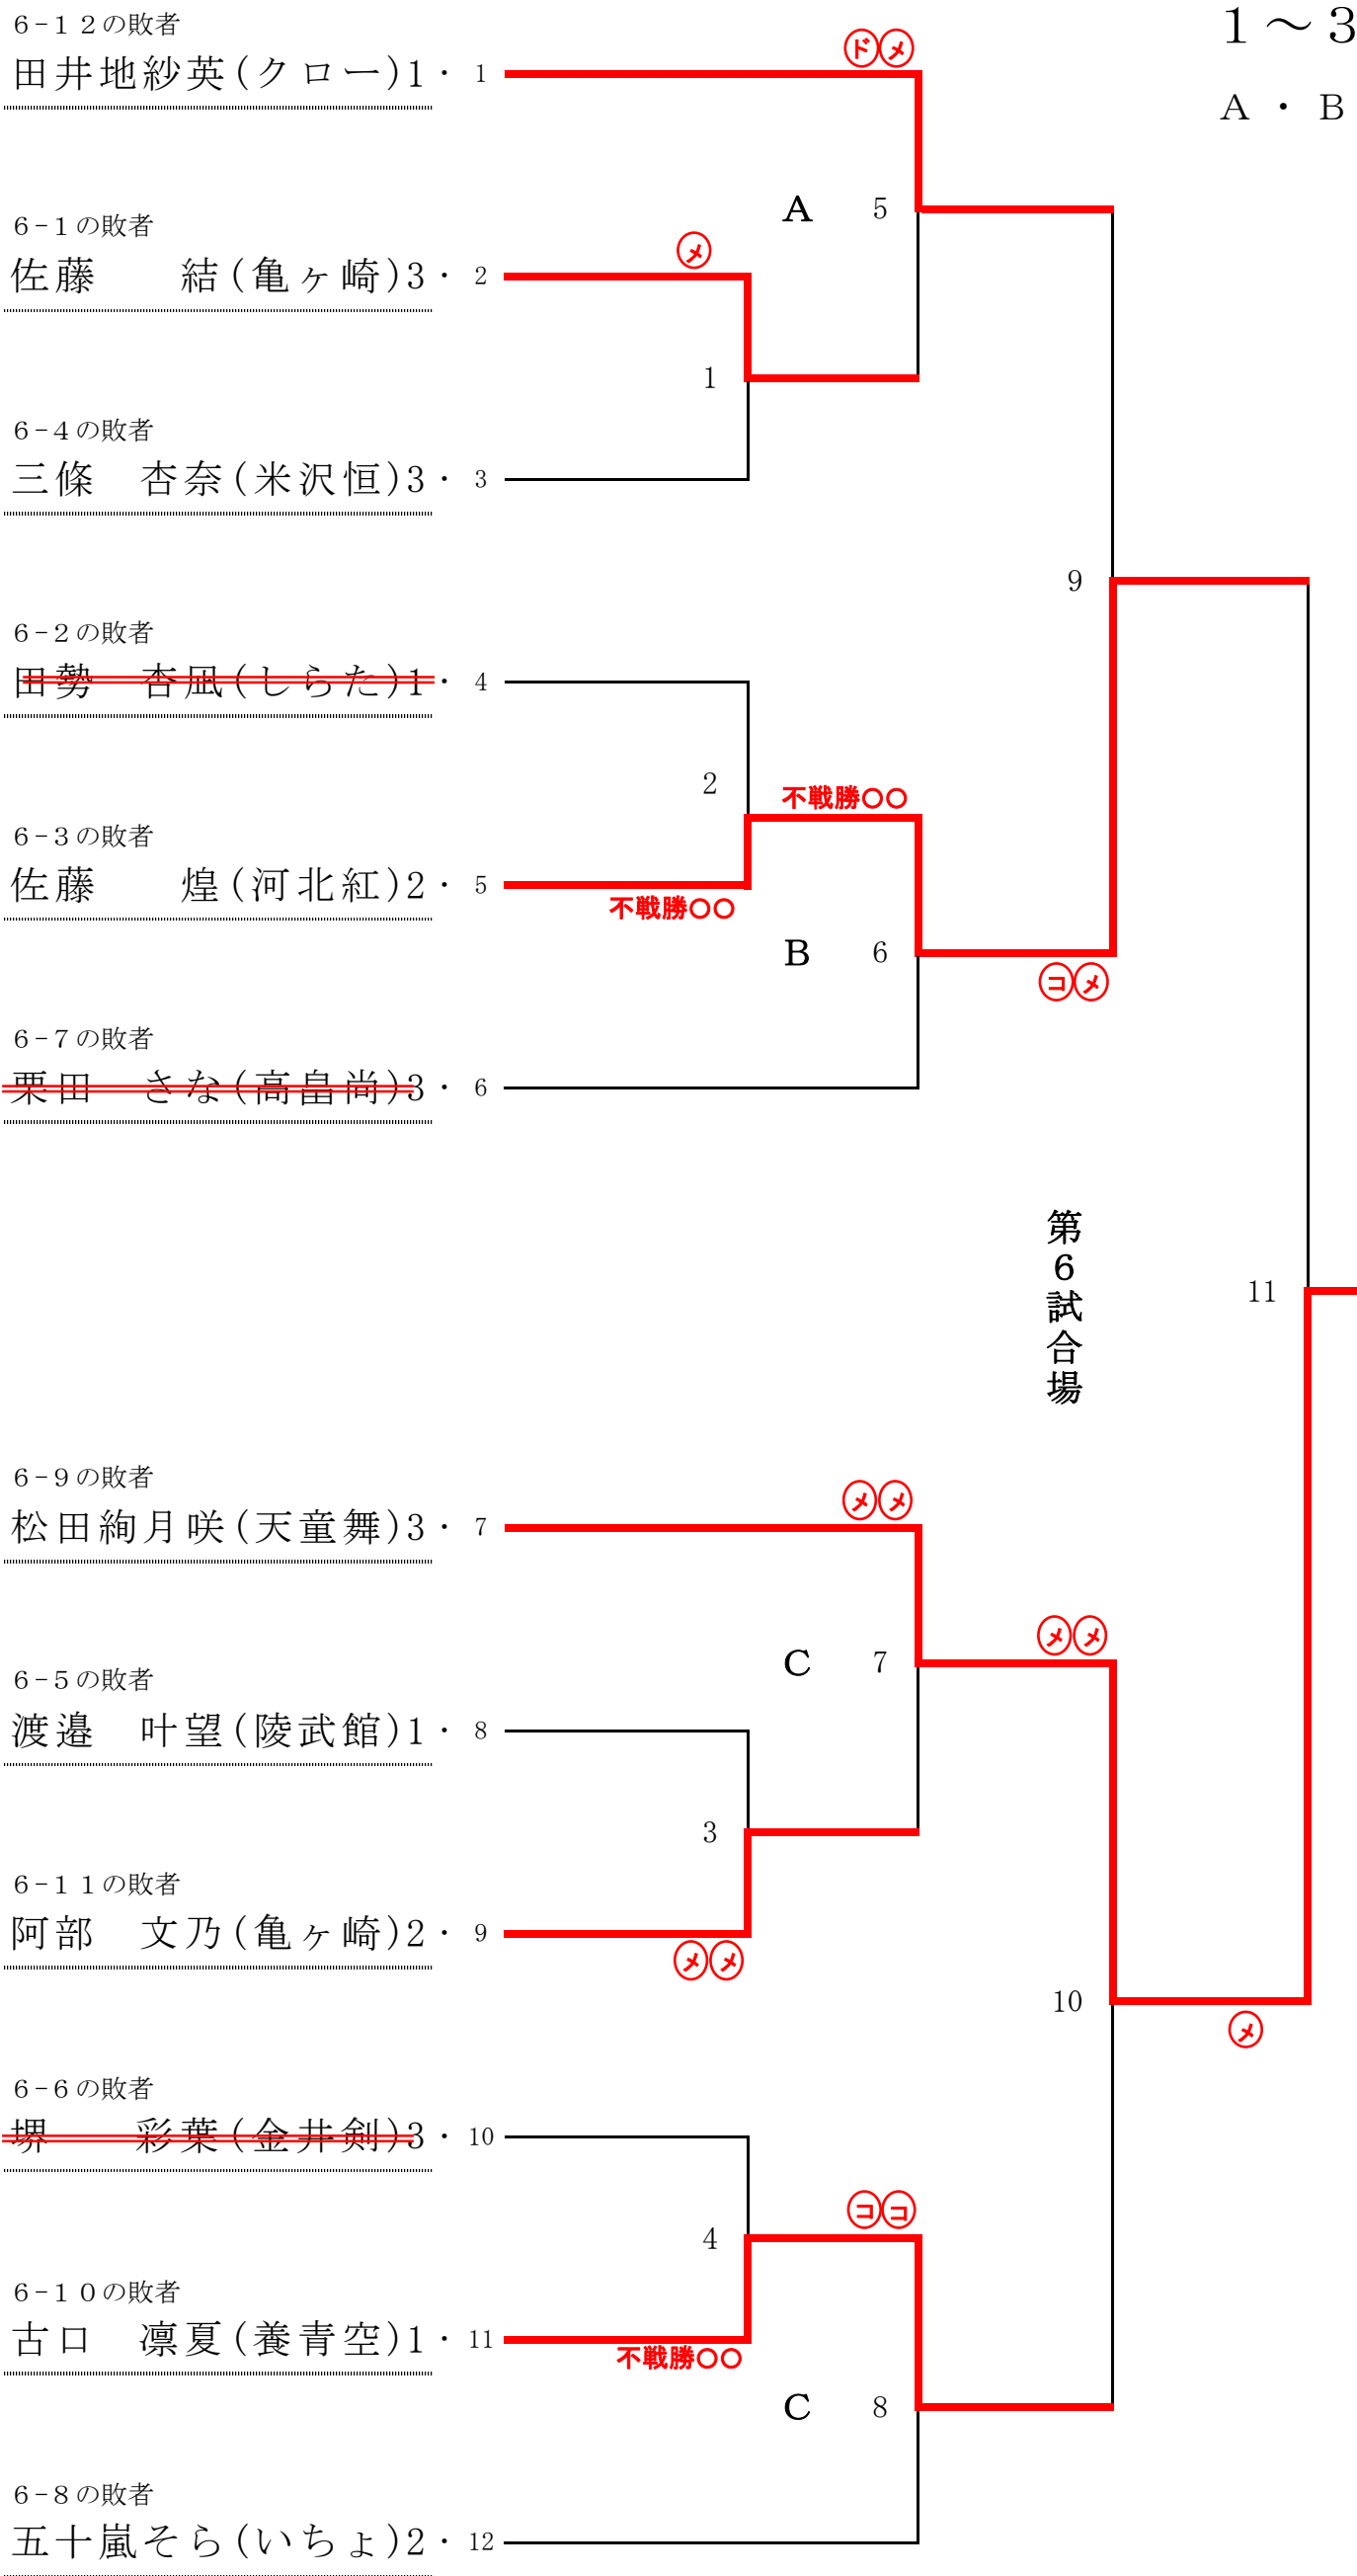 １～３
Ａ ・ Ｂ
６−１２の敗者
田井地紗英(クロー)1・ 1
ドメ
A 5
６−１の敗者
佐藤　　結(亀ヶ崎)3・ 2
メ
1
６−４の敗者
三條　杏奈(米沢恒)3・ 3
9
６−２の敗者
田勢　杏凪(しらた)1・ 4
2
不戦勝〇〇
６−３の敗者
佐藤　　煌(河北紅)2・ 5
不戦勝〇〇
B 6
コメ
６−７の敗者
栗田　さな(高畠尚)3・ 6
第６試合場
11
６−９の敗者
松田絢月咲(天童舞)3・ 7
メメ
C 7
メメ
６−５の敗者
渡邉　叶望(陵武館)1・ 8
3
６−１１の敗者
阿部　文乃(亀ヶ崎)2・ 9
メメ
10
メ
６−６の敗者
堺　　彩葉(金井剣)3・ 10
ココ
4
６−１０の敗者
古口　凛夏(養青空)1・ 11
不戦勝〇〇
C 8
６−８の敗者
五十嵐そら(いちょ)2・ 12